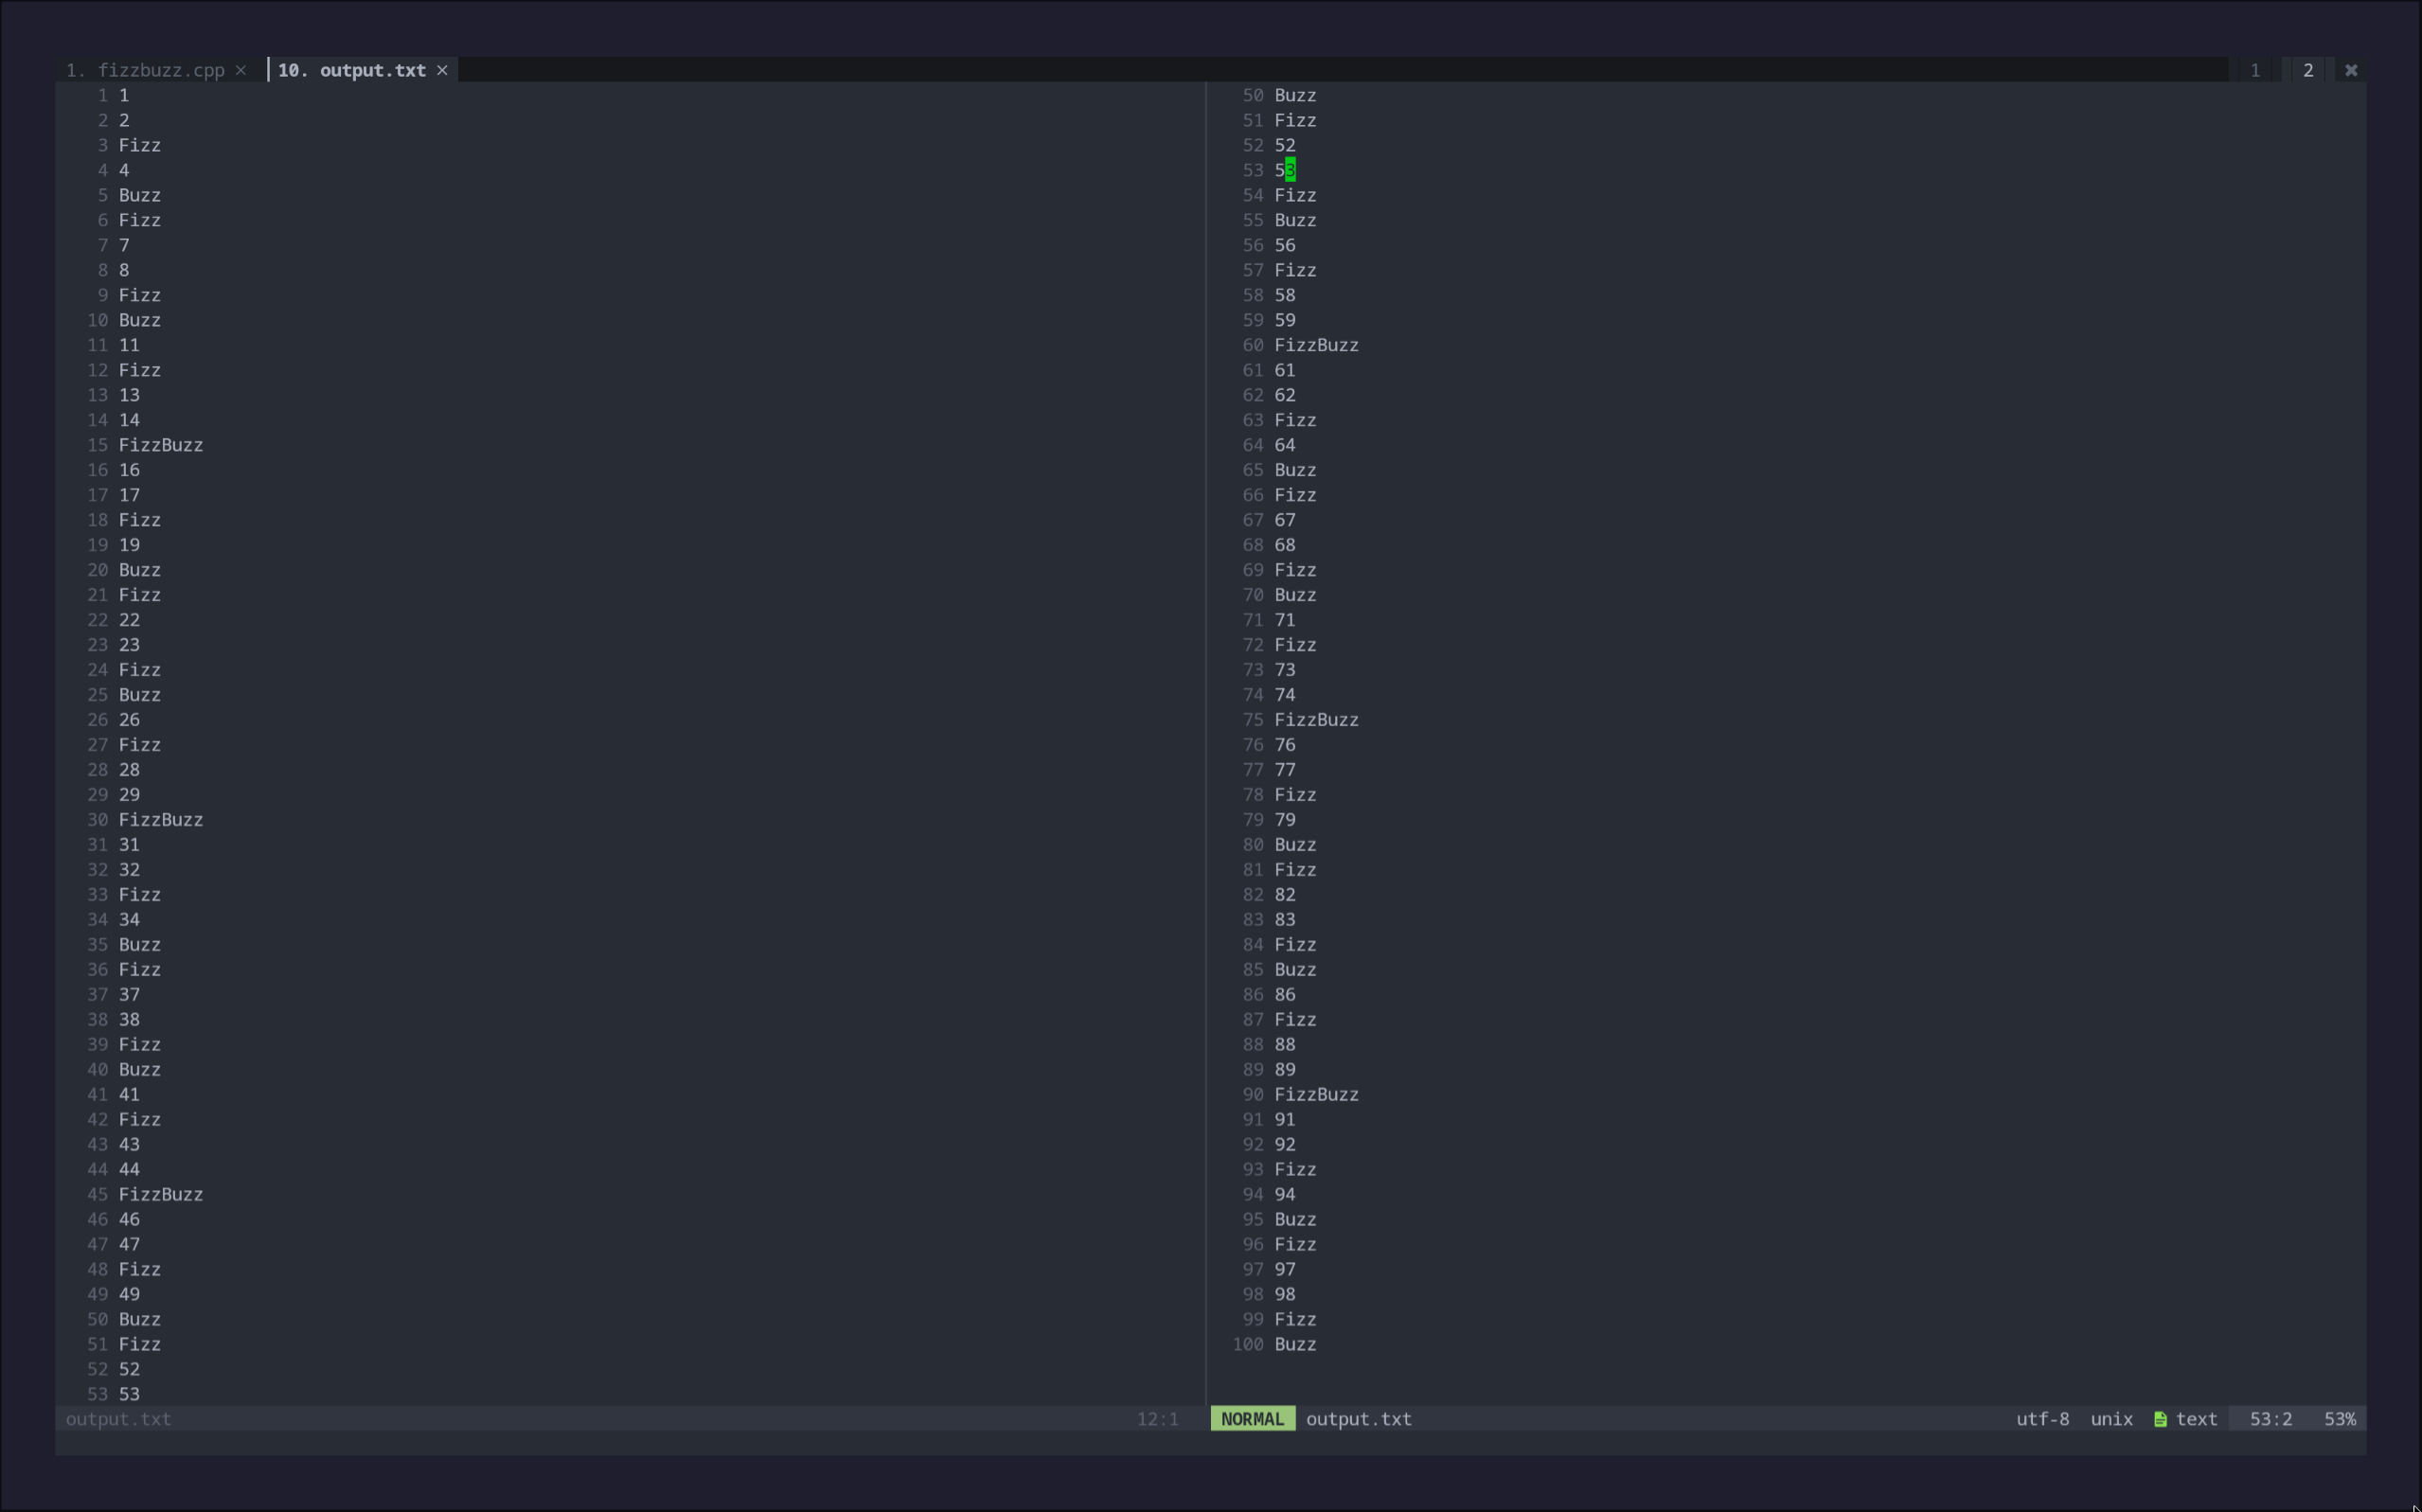 1. fizzbuzz.cpp × 10. output.txt × 1 2 ✖
1 1
2 2
3 Fizz
4 4
5 Buzz
6 Fizz
7 7
8 8
9 Fizz
10 Buzz
11 11
12 Fizz
13 13
14 14
15 FizzBuzz
16 16
17 17
18 Fizz
19 19
20 Buzz
21 Fizz
22 22
23 23
24 Fizz
25 Buzz
26 26
27 Fizz
28 28
29 29
30 FizzBuzz
31 31
32 32
33 Fizz
34 34
35 Buzz
36 Fizz
37 37
38 38
39 Fizz
40 Buzz
41 41
42 Fizz
43 43
44 44
45 FizzBuzz
46 46
47 47
48 Fizz
49 49
50 Buzz
51 Fizz
52 52
53 53
output.txt 12:1
50 Buzz
51 Fizz
52 52
53 53
54 Fizz
55 Buzz
56 56
57 Fizz
58 58
59 59
60 FizzBuzz
61 61
62 62
63 Fizz
64 64
65 Buzz
66 Fizz
67 67
68 68
69 Fizz
70 Buzz
71 71
72 Fizz
73 73
74 74
75 FizzBuzz
76 76
77 77
78 Fizz
79 79
80 Buzz
81 Fizz
82 82
83 83
84 Fizz
85 Buzz
86 86
87 Fizz
88 88
89 89
90 FizzBuzz
91 91
92 92
93 Fizz
94 94
95 Buzz
96 Fizz
97 97
98 98
99 Fizz
100 Buzz
NORMAL output.txt utf-8 unix text 53:2 53%